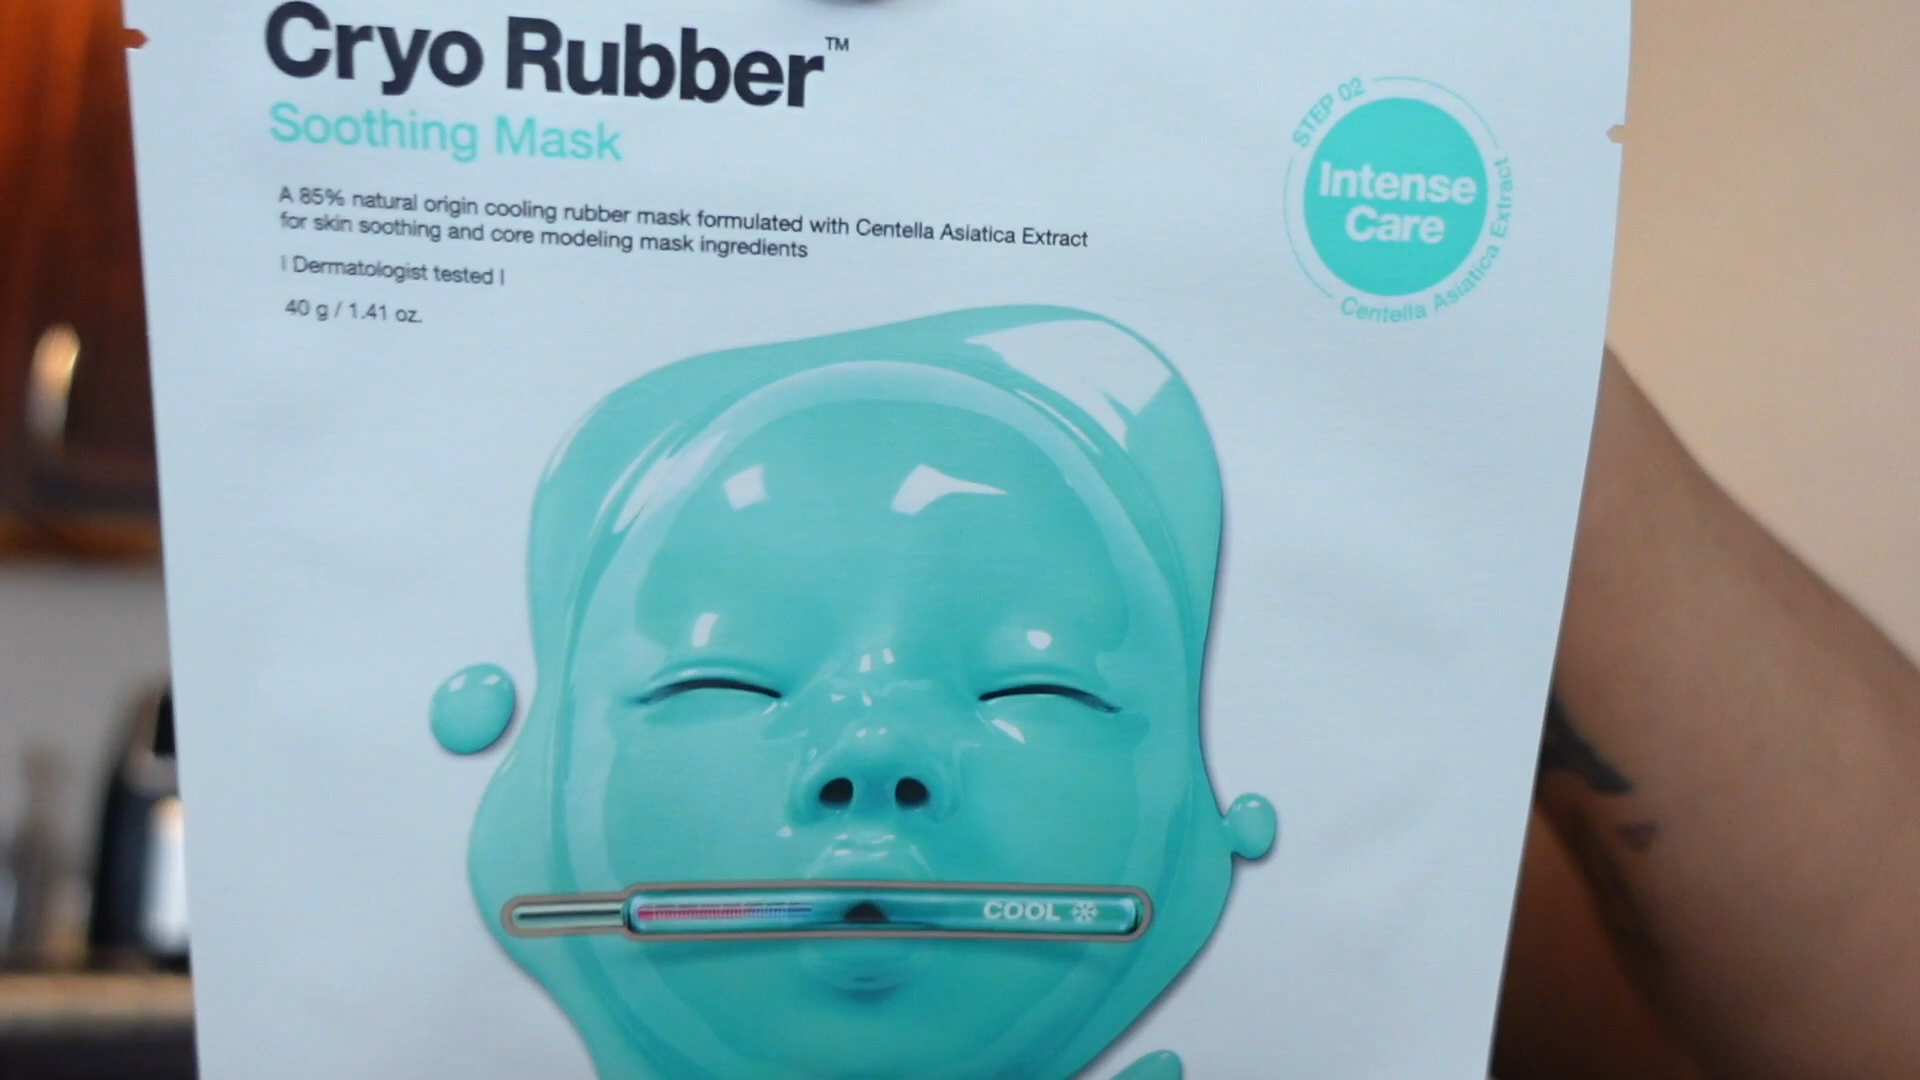 Cryo Rubber™
Soothing Mask
A 85% natural origin cooling rubber mask formulated with Centella Asiatica Extract
for skin soothing and core modeling mask ingredients
| Dermatologist tested |
40 g / 1.41 oz.
STEP 02
Intense
Care
Centella Asiatica Extract
COOL